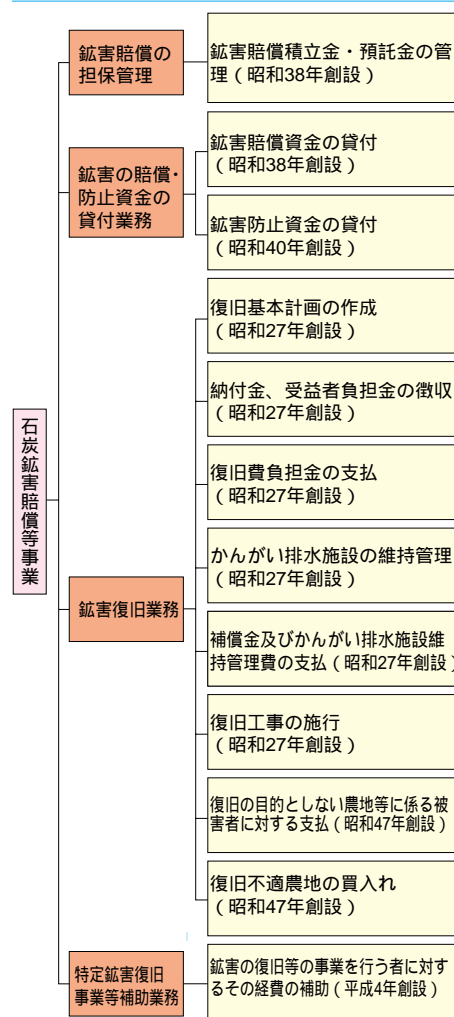 石炭鉱害賠償等事業
鉱害賠償の
担保管理
鉱害賠償積立金・預託金の管
理(昭和38年創設)
鉱害の賠償・
防止資金の
貸付業務
鉱害賠償資金の貸付
(昭和38年創設)
鉱害防止資金の貸付
(昭和40年創設)
鉱害復旧業務
復旧基本計画の作成
(昭和27年創設)
納付金、受益者負担金の徴収
(昭和27年創設)
復旧費負担金の支払
(昭和27年創設)
かんがい排水施設の維持管理
(昭和27年創設)
補償金及びかんがい排水施設維
持管理費の支払(昭和27年創設)
復旧工事の施行
(昭和27年創設)
復旧の目的としない農地等に係る被
害者に対する支払(昭和47年創設)
復旧不適農地の買入れ
(昭和47年創設)
特定鉱害復旧
事業等補助業務
鉱害の復旧等の事業を行う者に対す
るその経費の補助(平成4年創設)